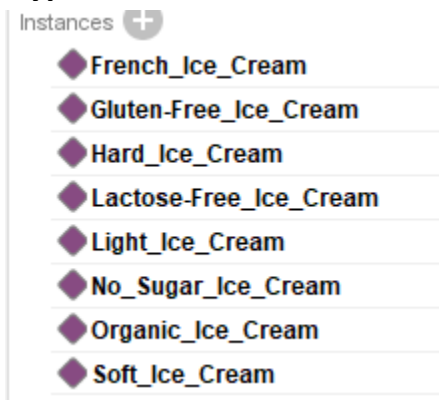 Instances
French_Ice_Cream
Gluten-Free_Ice_Cream
Hard_Ice_Cream
Lactose-Free_Ice_Cream
Light_Ice_Cream
No_Sugar_Ice_Cream
Organic_Ice_Cream
Soft_Ice_Cream